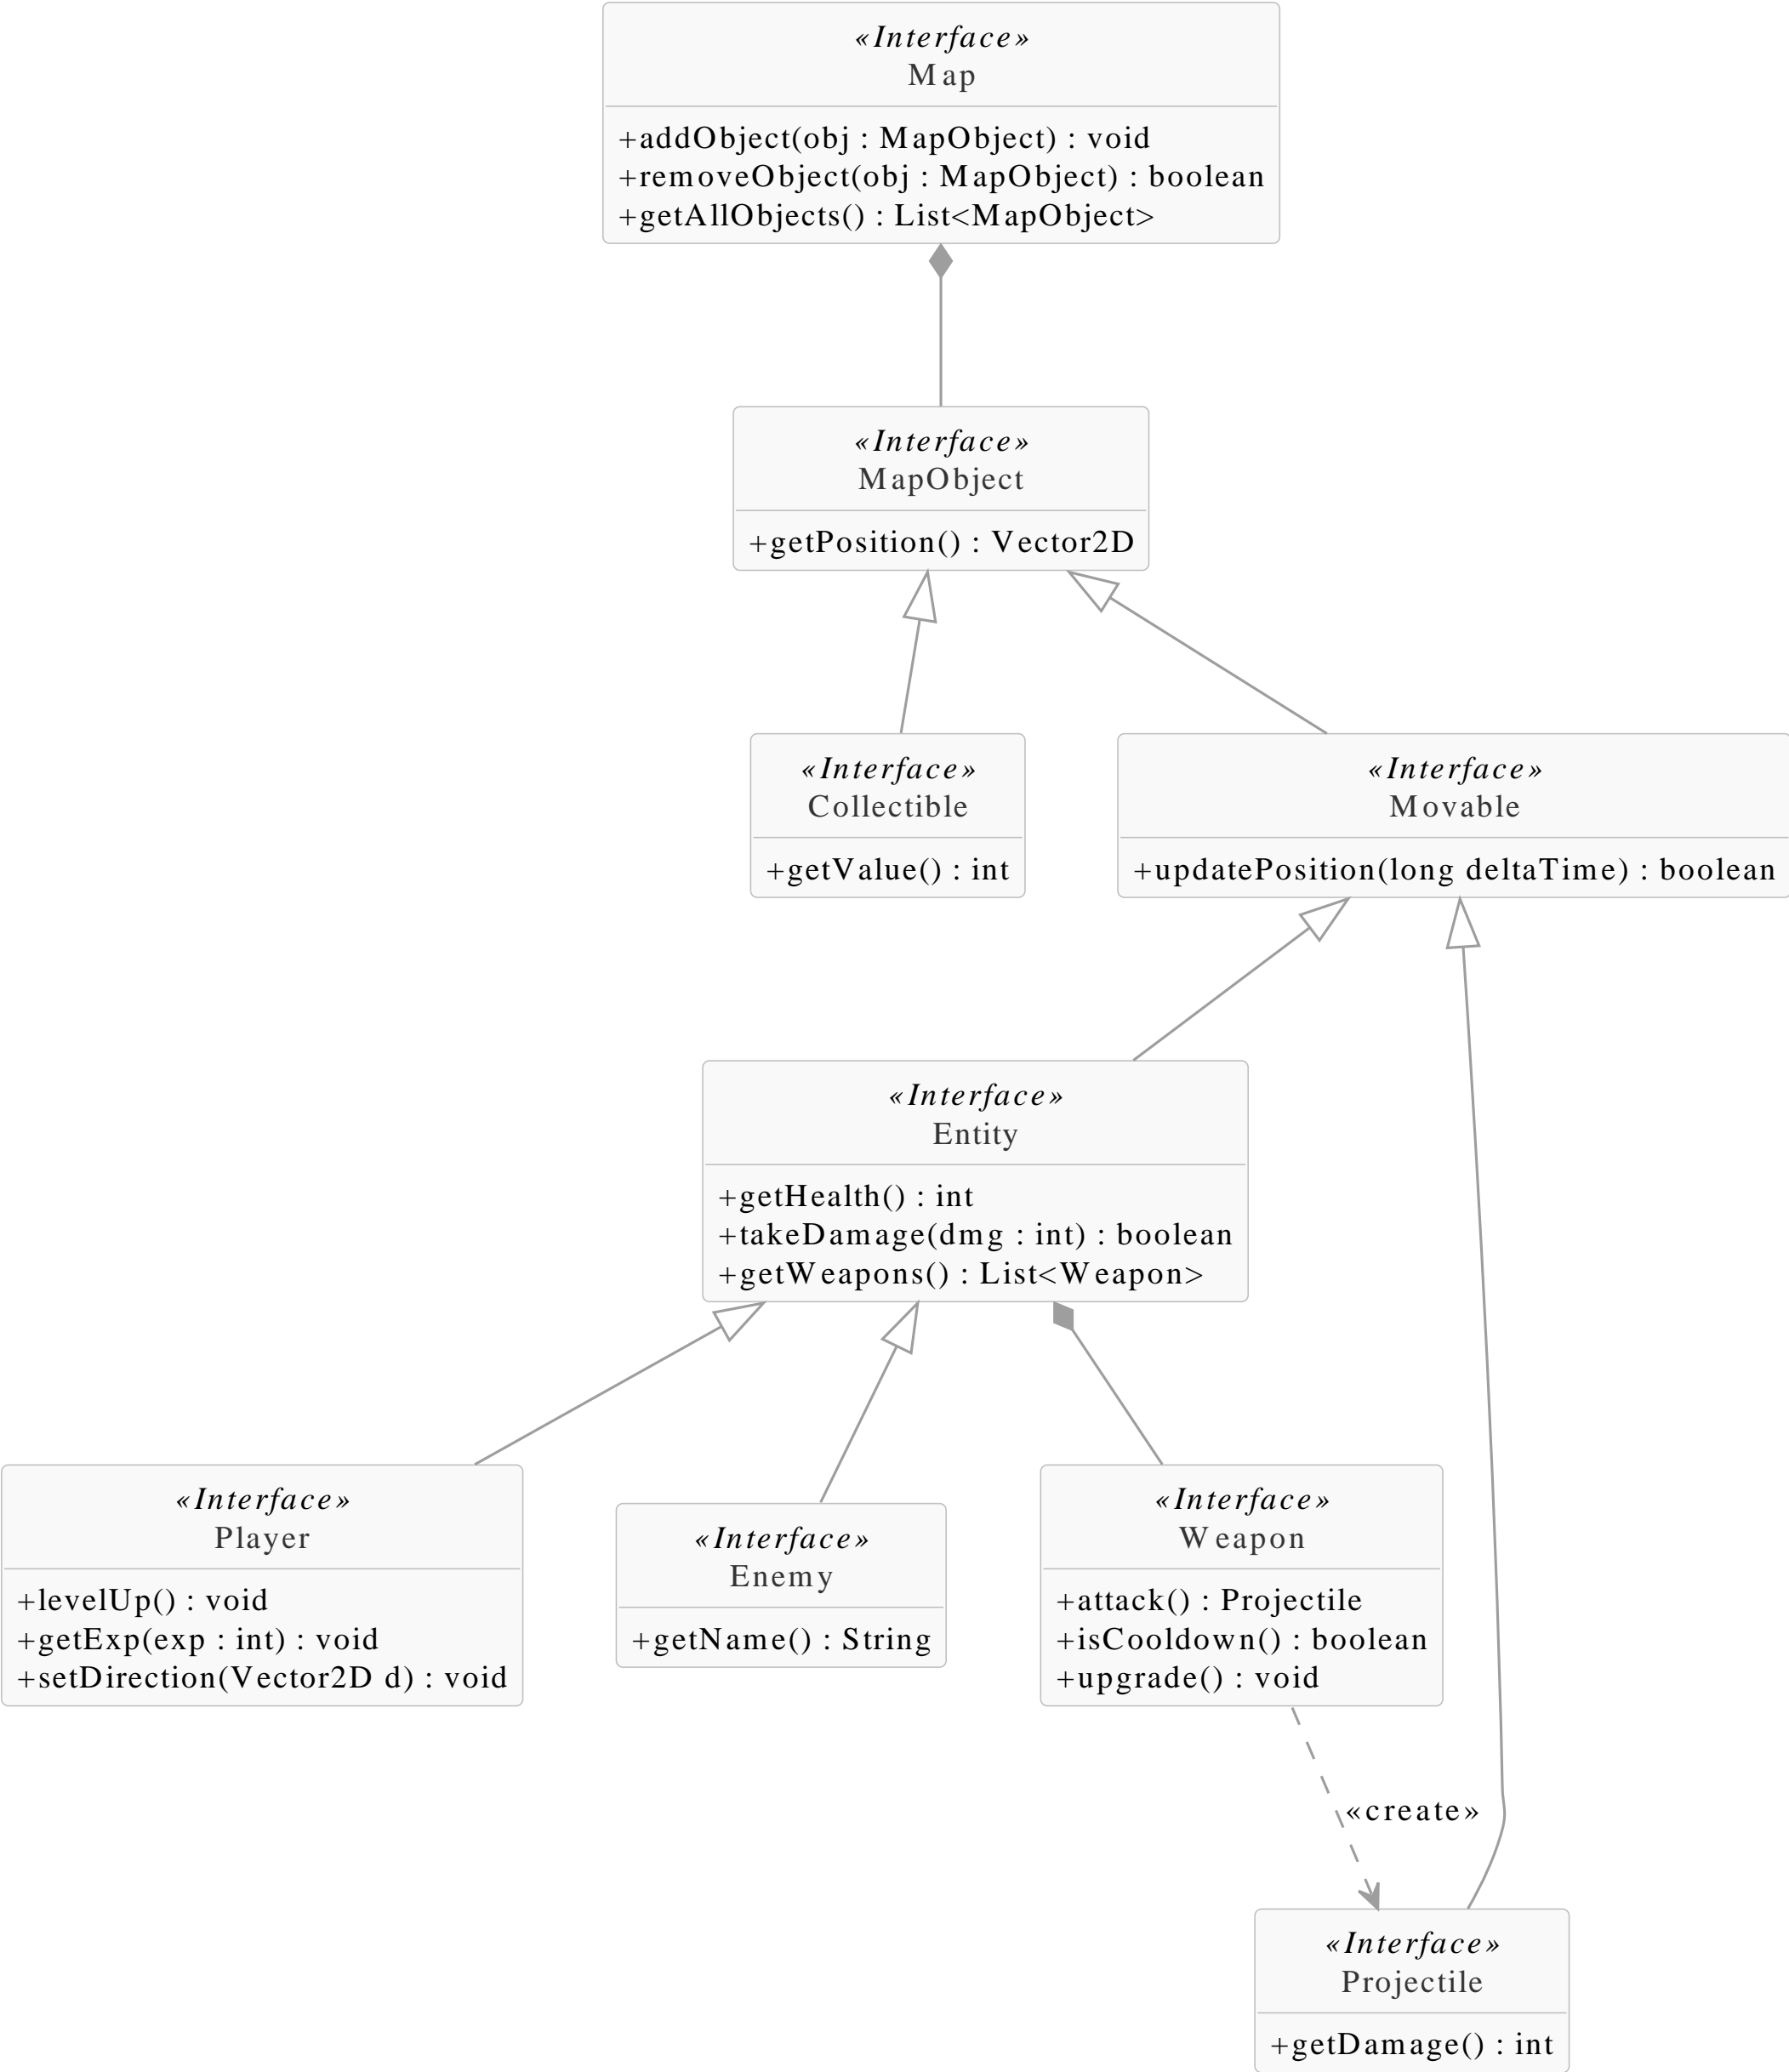 «Interface»
Map
+addObject(obj : MapObject) : void
+removeObject(obj : MapObject) : boolean
+getAllObjects() : List<MapObject>
«Interface»
MapObject
+getPosition() : Vector2D
«Interface»
Collectible
+getValue() : int
«Interface»
Movable
+updatePosition(long deltaTime) : boolean
«Interface»
Entity
+getHealth() : int
+takeDamage(dmg : int) : boolean
+getWeapons() : List<Weapon>
«Interface»
Player
+levelUp() : void
+getExp(exp : int) : void
+setDirection(Vector2D d) : void
«Interface»
Enemy
+getName() : String
«Interface»
Weapon
+attack() : Projectile
+isCooldown() : boolean
+upgrade() : void
«create»
«Interface»
Projectile
+getDamage() : int